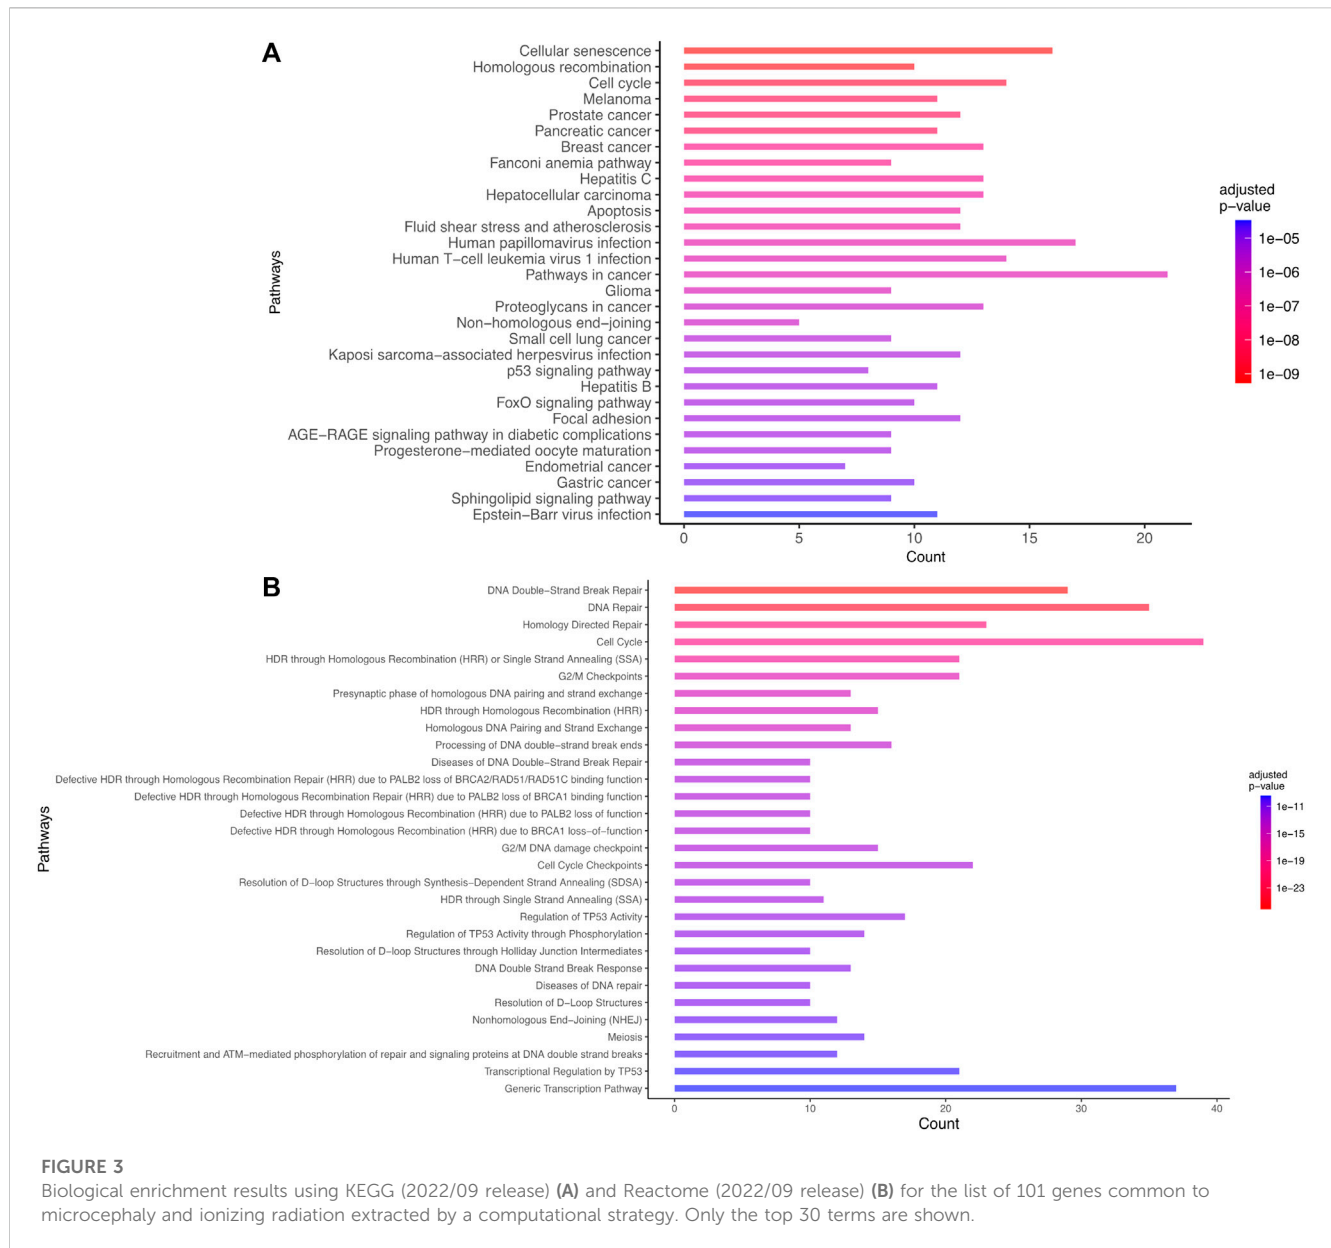 A
Cellular senescence
Homologous recombination
Cell cycle
Melanoma
Prostate cancer
Pancreatic cancer
Breast cancer
Fanconi anemia pathway
Hepatitis C
Hepatocellular carcinoma
Apoptosis
Fluid shear stress and atherosclerosis
Human papillomavirus infection
Human T−cell leukemia virus 1 infection
Pathways in cancer
Glioma
Proteoglycans in cancer
Non−homologous end−joining
Small cell lung cancer
Kaposi sarcoma−associated herpesvirus infection
p53 signaling pathway
Hepatitis B
FoxO signaling pathway
Focal adhesion
AGE−RAGE signaling pathway in diabetic complications
Progesterone−mediated oocyte maturation
Endometrial cancer
Gastric cancer
Sphingolipid signaling pathway
Epstein−Barr virus infection
Pathways
0 5 10 15 20
Count
adjusted
p−value
1e−05
1e−06
1e−07
1e−08
1e−09
B
DNA Double−Strand Break Repair
DNA Repair
Homology Directed Repair
Cell Cycle
HDR through Homologous Recombination (HRR) or Single Strand Annealing (SSA)
G2/M Checkpoints
Presynaptic phase of homologous DNA pairing and strand exchange
HDR through Homologous Recombination (HRR)
Homologous DNA Pairing and Strand Exchange
Processing of DNA double−strand break ends
Diseases of DNA Double−Strand Break Repair
Defective HDR through Homologous Recombination Repair (HRR) due to PALB2 loss of BRCA2/RAD51/RAD51C binding function
Defective HDR through Homologous Recombination Repair (HRR) due to PALB2 loss of BRCA1 binding function
Defective HDR through Homologous Recombination (HRR) due to PALB2 loss of function
Defective HDR through Homologous Recombination (HRR) due to BRCA1 loss−of−function
G2/M DNA damage checkpoint
Cell Cycle Checkpoints
Resolution of D−loop Structures through Synthesis−Dependent Strand Annealing (SDSA)
HDR through Single Strand Annealing (SSA)
Regulation of TP53 Activity
Regulation of TP53 Activity through Phosphorylation
Resolution of D−loop Structures through Holliday Junction Intermediates
DNA Double Strand Break Response
Diseases of DNA repair
Resolution of D−Loop Structures
Nonhomologous End−Joining (NHEJ)
Meiosis
Recruitment and ATM−mediated phosphorylation of repair and signaling proteins at DNA double strand breaks
Transcriptional Regulation by TP53
Generic Transcription Pathway
Pathways
0 10 20 30 40
Count
adjusted
p−value
1e−11
1e−15
1e−19
1e−23
FIGURE 3
Biological enrichment results using KEGG (2022/09 release) (A) and Reactome (2022/09 release) (B) for the list of 101 genes common to
microcephaly and ionizing radiation extracted by a computational strategy. Only the top 30 terms are shown.